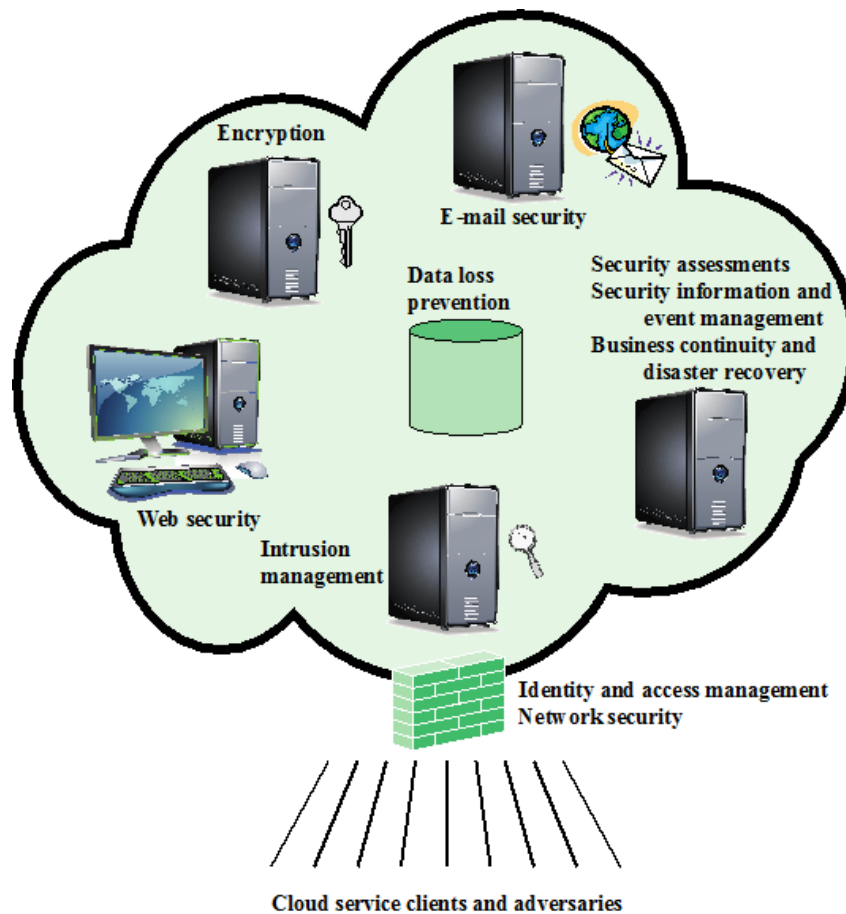 Encryption
E-mail security
Data loss
prevention
Security assessments
Security information and
event management
Business continuity and
disaster recovery
Web security
Intrusion
management
Identity and access management
Network security
Cloud service clients and adversaries